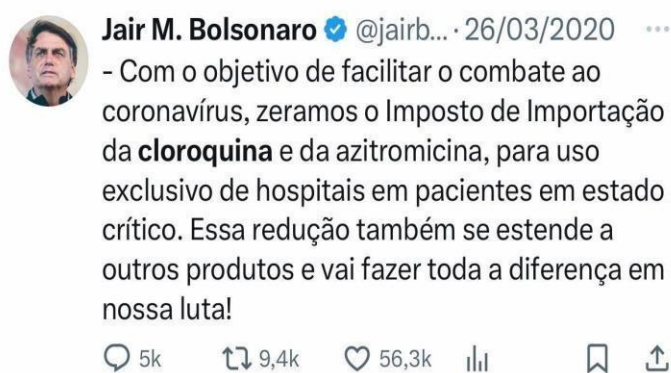 Jair M. Bolsonaro @jairb... · 26/03/2020 ...
- Com o objetivo de facilitar o combate ao
coronavírus, zeramos o Imposto de Importação
da cloroquina e da azitromicina, para uso
exclusivo de hospitais em pacientes em estado
crítico. Essa redução também se estende a
outros produtos e vai fazer toda a diferença em
nossa luta!
5k 9,4k 56,3k